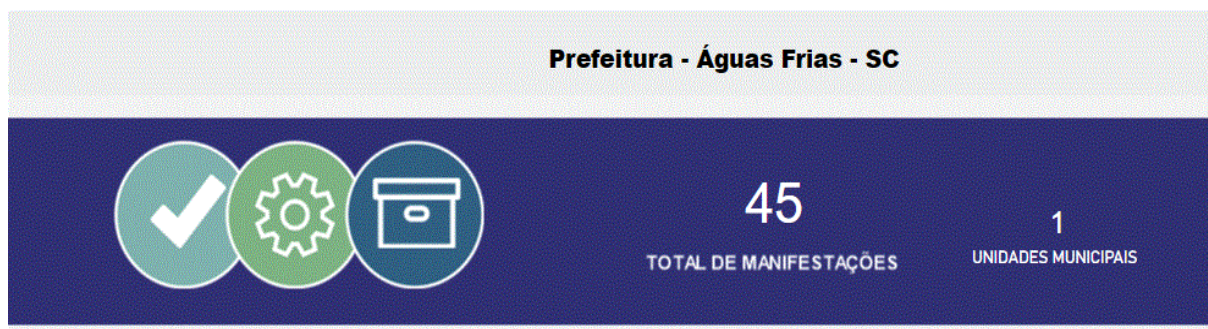 Prefeitura - Águas Frias - SC
45
TOTAL DE MANIFESTAÇÕES
1
UNIDADES MUNICIPAIS